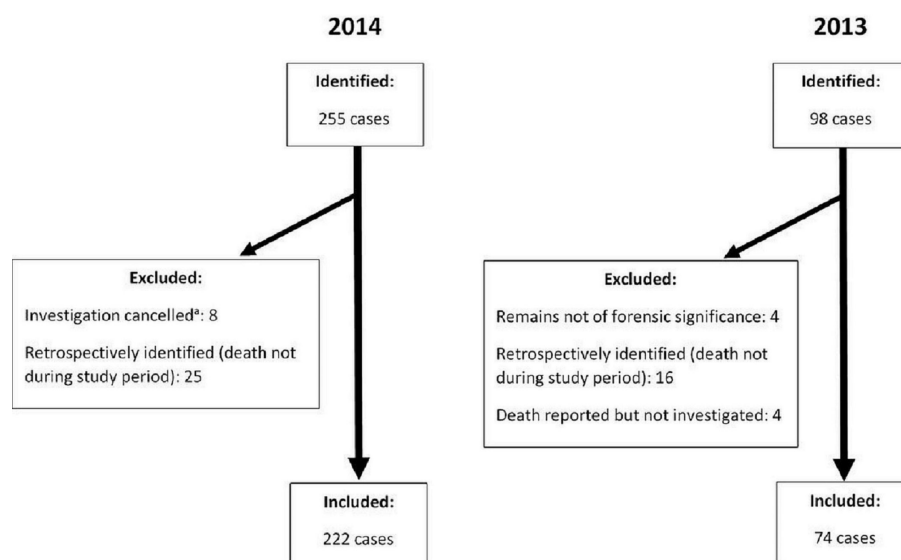 2014
Identified:
255 cases
Excluded:
Investigation cancelledª: 8
Retrospectively identified (death not
during study period): 25
Included:
222 cases
2013
Identified:
98 cases
Excluded:
Remains not of forensic significance: 4
Retrospectively identified (death not
during study period): 16
Death reported but not investigated: 4
Included:
74 cases